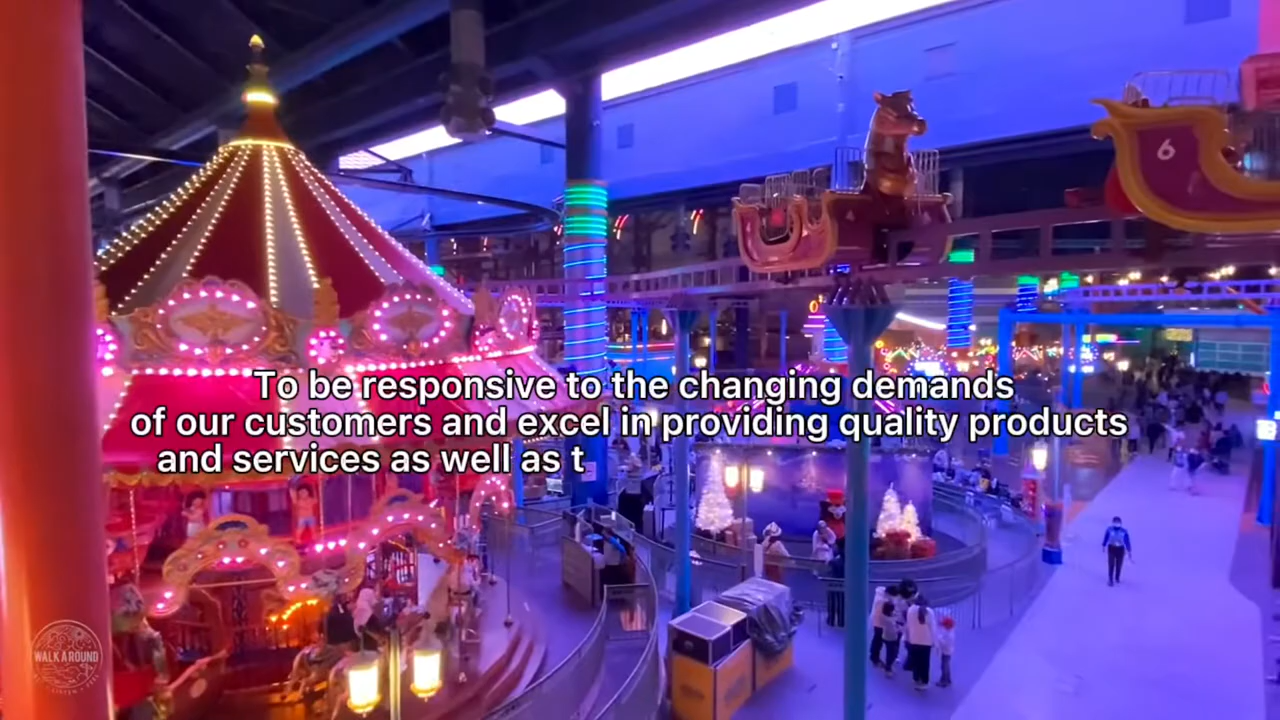 6
To be responsive to the changing demands
of our customers and excel in providing quality products
and services as well as t
WALK AROUND